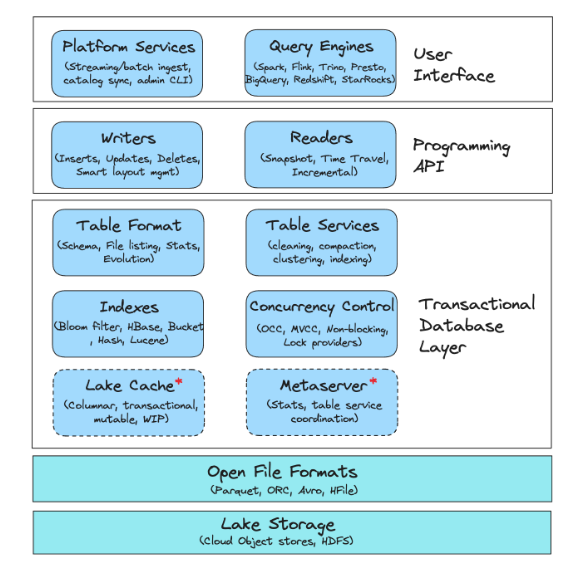 Platform Services
(Streaming/batch ingest,
catalog sync, admin CLI)
Query Engines
(Spark, Flink, Trino, Presto,
BigQuery, Redshift, StarRocks)
User
Interface
Writers
(Inserts, Updates, Deletes,
Smart layout mgmt)
Readers
(Snapshot, Time Travel,
Incremental)
Programming
API
Table Format
(Schema, File listing, Stats,
Evolution)
Table Services
(cleaning, compaction,
clustering, indexing)
Indexes
(Bloom filter, HBase, Bucket
, Hash, Lucene)
Concurrency Control
(OCC, MVCC, Non-blocking,
Lock providers)
Lake Cache*
(Columnar, transactional,
mutable, WIP)
Metaserver*
(Stats, table service
coordination)
Transactional
Database
Layer
Open File Formats
(Parquet, ORC, Avro, HFile)
Lake Storage
(Cloud Object stores, HDFS)